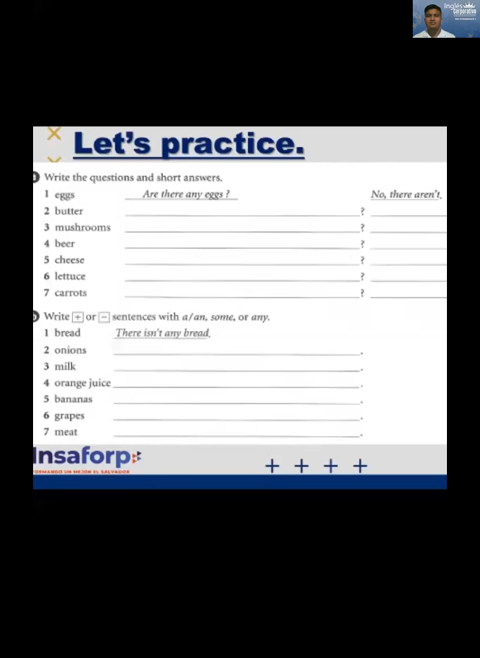 Inglés
Corporativo
Let's practice.
Write the questions and short answers.
1 eggs Are there any eggs ? No, there aren't.
2 butter ?
3 mushrooms ?
4 beer ?
5 cheese ?
6 lettuce ?
7 carrots ?
Write + or − sentences with a/an, some, or any.
1 bread There isn't any bread.
2 onions .
3 milk .
4 orange juice .
5 bananas .
6 grapes .
7 meat .
Insaforp
FORMANDO UN MEJOR EL SALVADOR